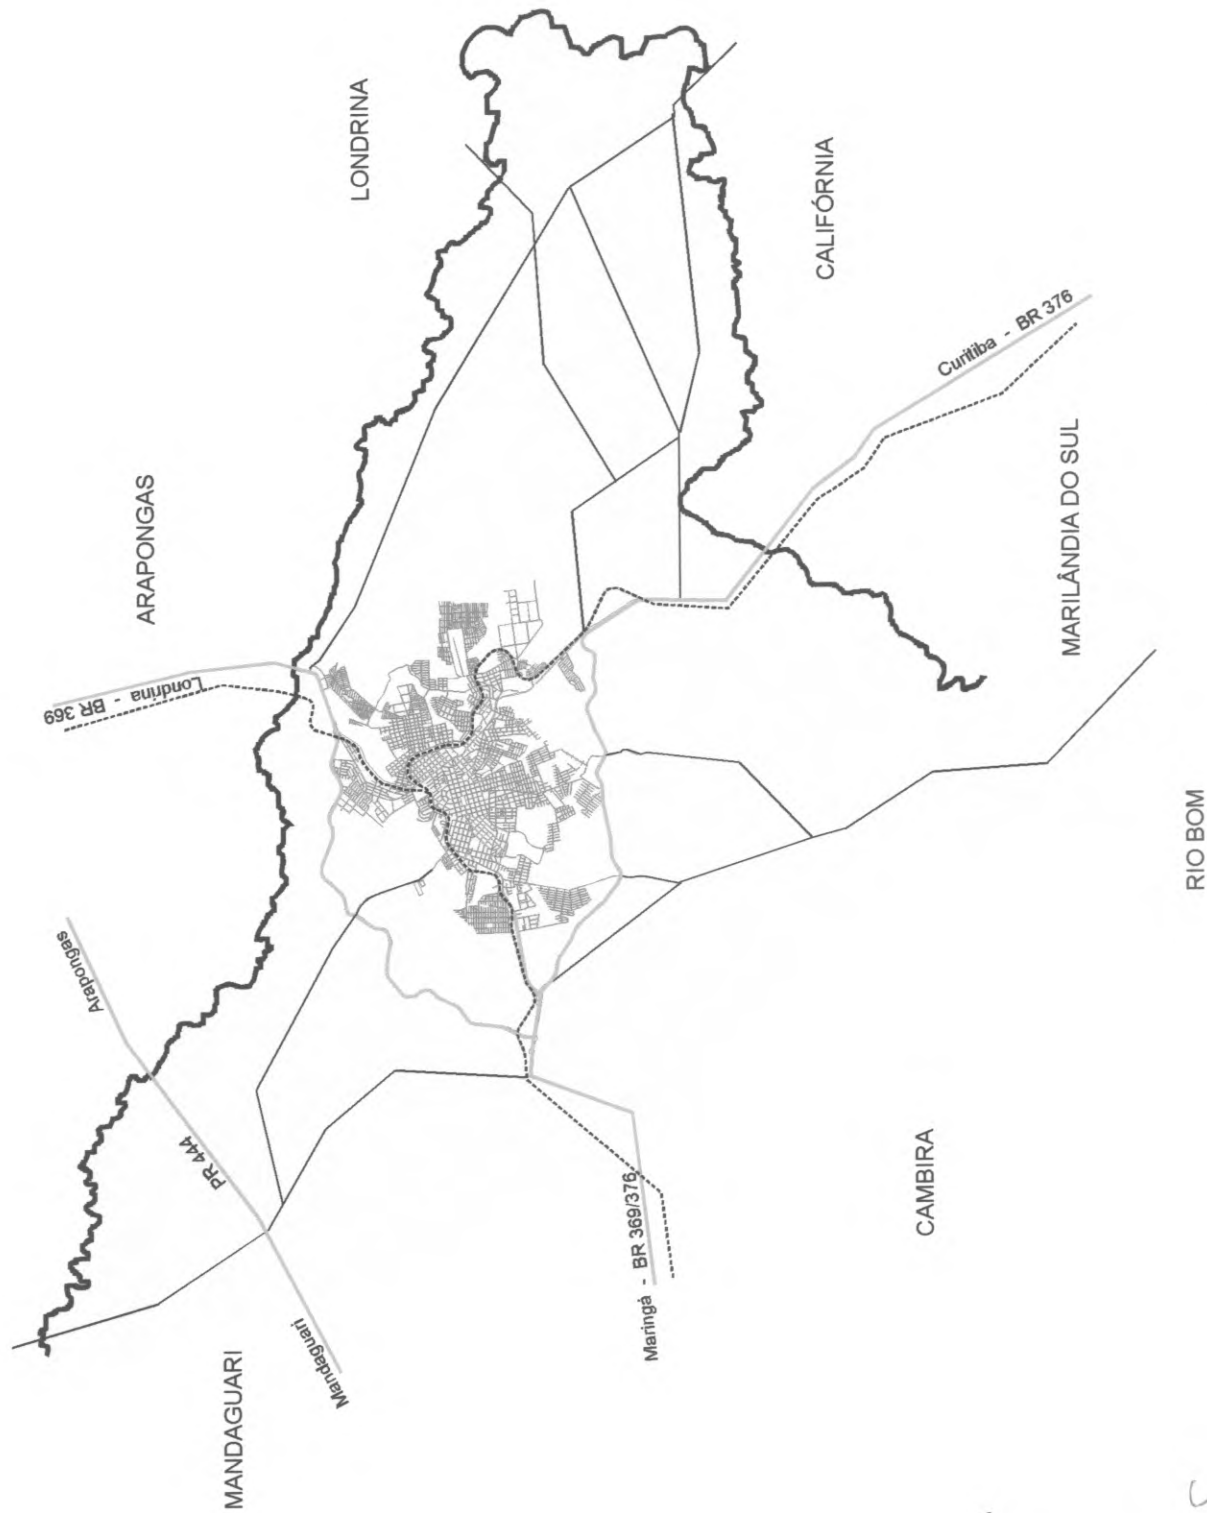 LONDRINA
ARAPONGAS
CALIFÓRNIA
Londrina - BR 369
Curitiba - BR 376
MARILÂNDIA DO SUL
Arapongas
PR 444
Mandaguari
MANDAGUARI
Maringá - BR 369/376
CAMBIRA
RIO BOM